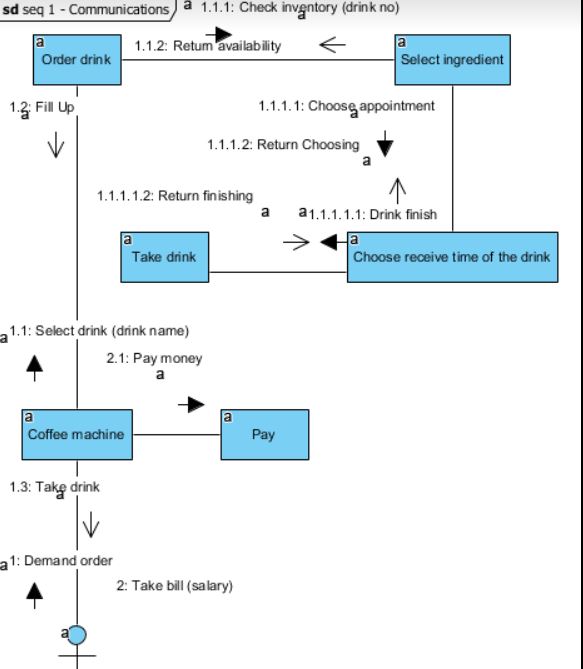 sd seq 1 - Communications
a 1.1.1: Check inventory (drink no)
a
a
Order drink
1.1.2: Return availability
a
Select ingredient
1.2: Fill Up
a
1.1.1.1: Choose appointment
a
1.1.1.2: Return Choosing
a
1.1.1.1.2: Return finishing
a
a 1.1.1.1.1: Drink finish
a
Take drink
a
Choose receive time of the drink
a 1.1: Select drink (drink name)
2.1: Pay money
a
a
Coffee machine
a
Pay
1.3: Take drink
a
a 1: Demand order
2: Take bill (salary)
a